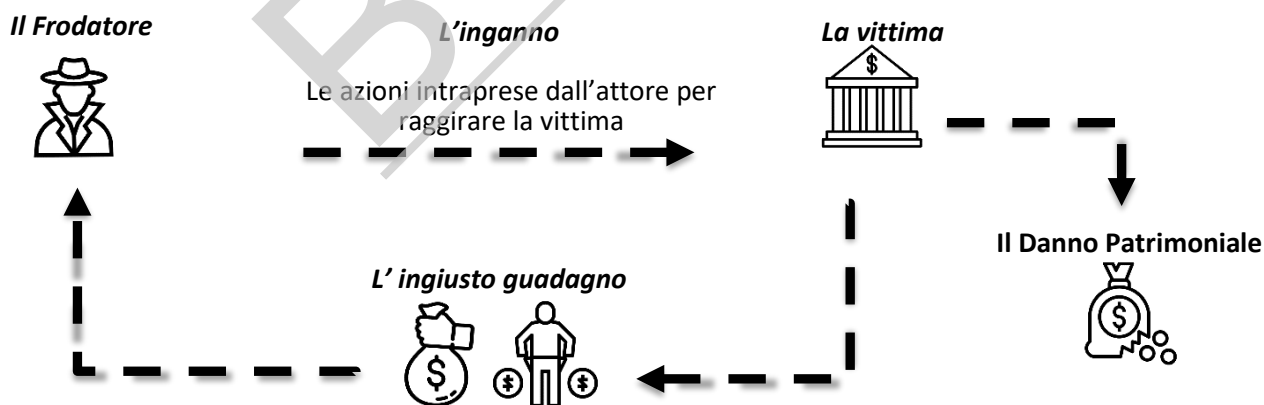 Il Frodatore
L'inganno
La vittima
Le azioni intraprese dall'attore per
raggirare la vittima
Il Danno Patrimoniale
L' ingiusto guadagno